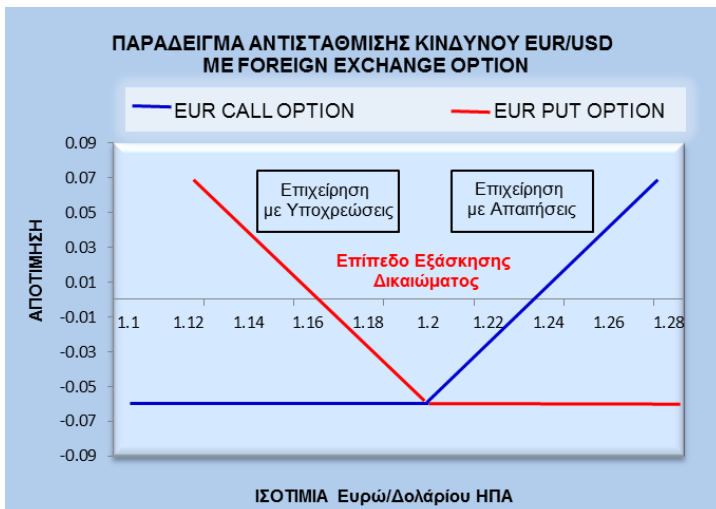 ΠΑΡΑΔΕΙΓΜΑ ΑΝΤΙΣΤΑΘΜΙΣΗΣ ΚΙΝΔΥΝΟΥ EUR/USD
ΜΕ FOREIGN EXCHANGE OPTION
EUR CALL OPTION
EUR PUT OPTION
ΑΠΟΤΙΜΗΣΗ
0.09
0.07
0.05
0.03
0.01
-0.01
-0.03
-0.05
-0.07
-0.09
Επιχείρηση
με Υποχρεώσεις
Επιχείρηση
με Απαιτήσεις
Επίπεδο Εξάσκησης
Δικαιώματος
1.1 1.12 1.14 1.16 1.18 1.2 1.22 1.24 1.26 1.28
ΙΣΟΤΙΜΙΑ Ευρώ/Δολάριου ΗΠΑ